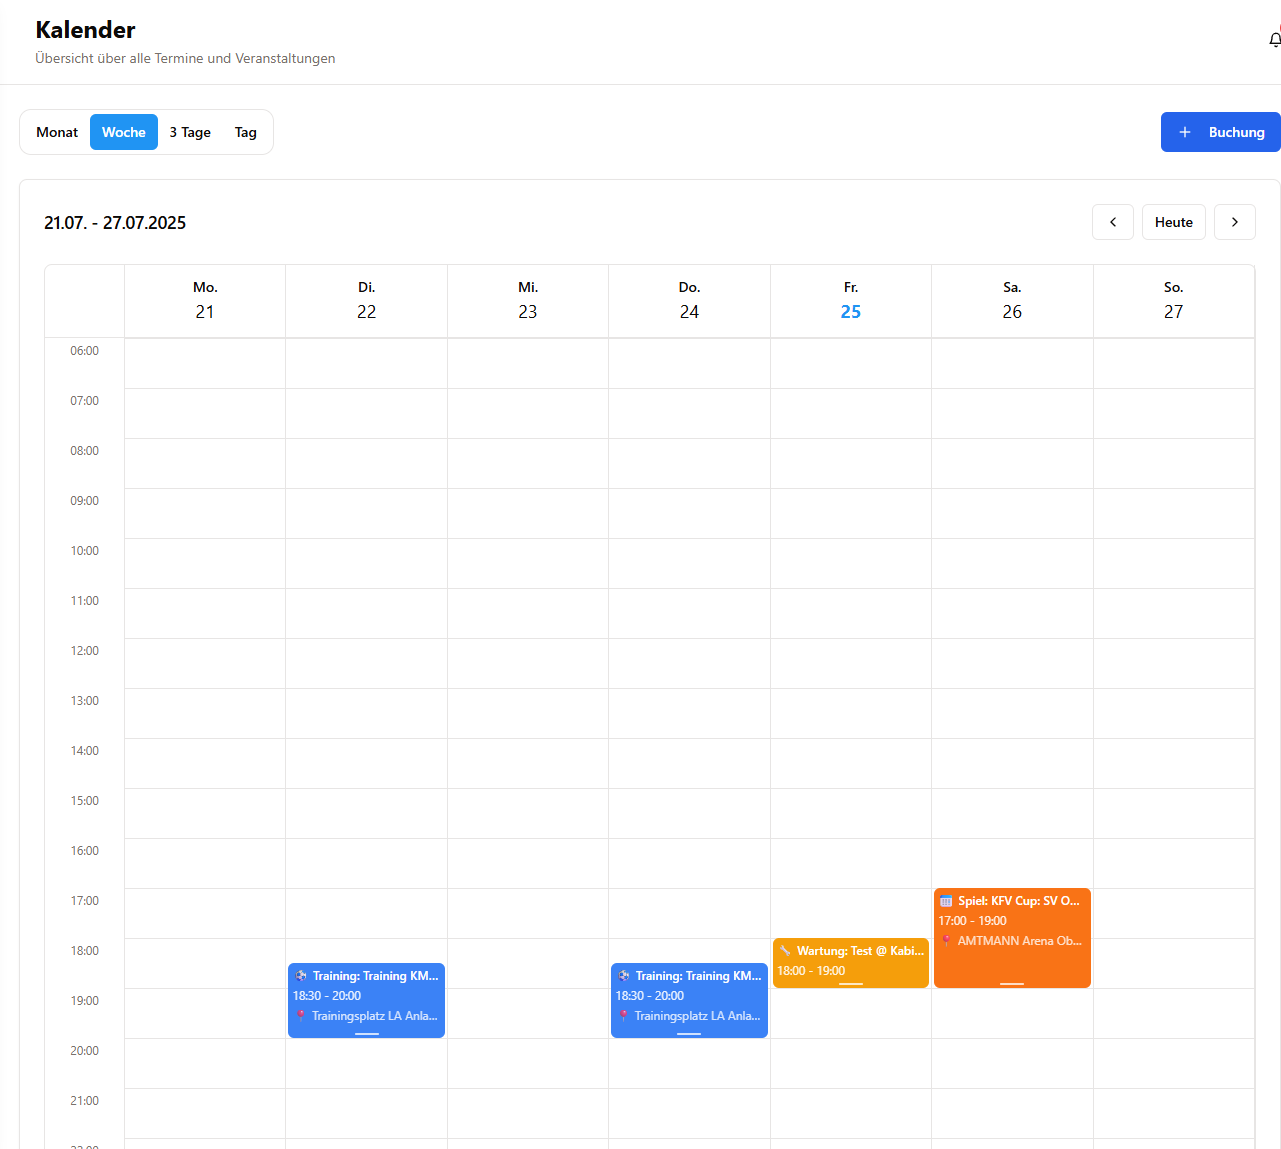 Kalender
Übersicht über alle Termine und Veranstaltungen
Monat Woche 3 Tage Tag
+ Buchung
21.07. - 27.07.2025
Heute
Mo. Di. Mi. Do. Fr. Sa. So.
21 22 23 24 25 26 27
06:00
07:00
08:00
09:00
10:00
11:00
12:00
13:00
14:00
15:00
16:00
17:00
18:00
19:00
20:00
21:00
Training: Training KM...
18:30 - 20:00
Trainingsplatz LA Anla...
Training: Training KM...
18:30 - 20:00
Trainingsplatz LA Anla...
Wartung: Test @ Kabi...
18:00 - 19:00
Spiel: KFV Cup: SV O...
17:00 - 19:00
AMTMANN Arena Ob...